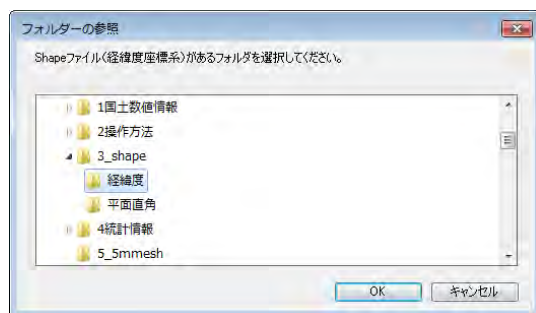 フォルダーの参照
Shapeファイル(経緯度座標系)があるフォルダを選択してください。
1国土数値情報
2操作方法
3_shape
経緯度
平面直角
4統計情報
5_5mmesh
OK キャンセル